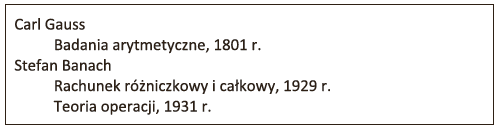 Carl Gauss
Badania arytmetyczne, 1801 r.
Stefan Banach
Rachunek różniczkowy i całkowy, 1929 r.
Teoria operacji, 1931 r.